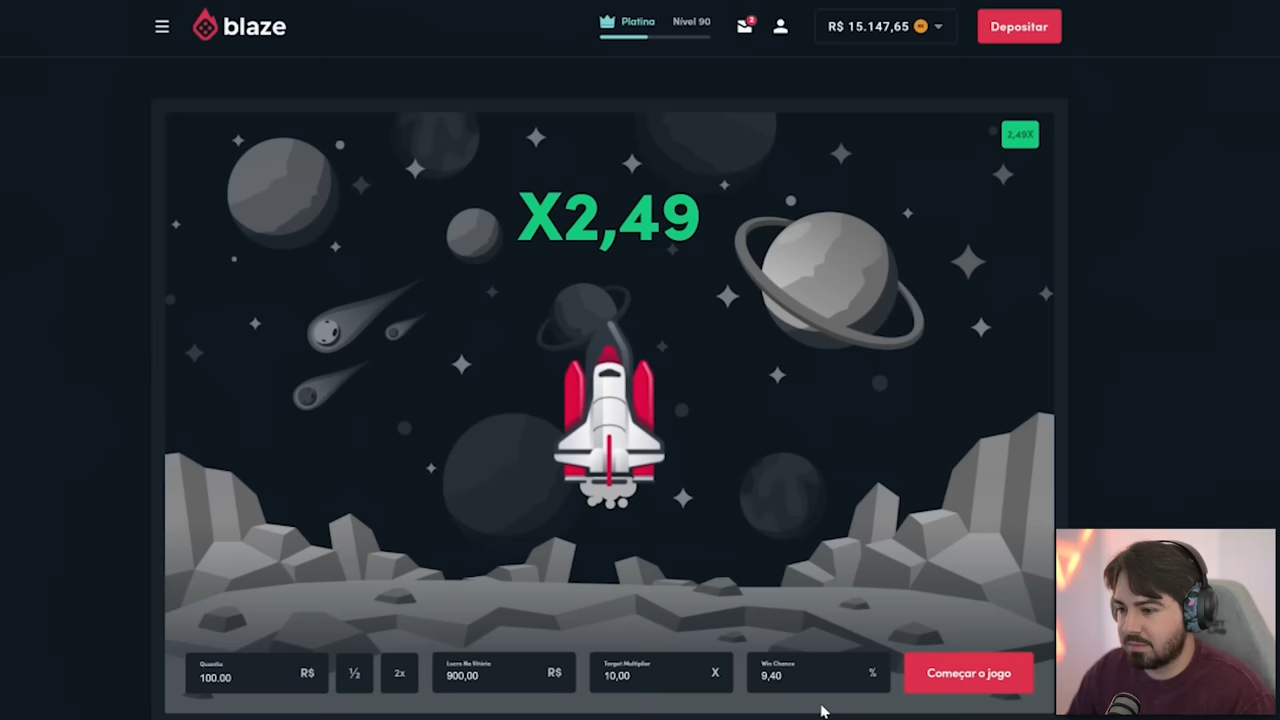 blaze
Platina Nível 90
2
R$ 15.147,65
Depositar
2,49X
X2,49
Quantia
100.00 R$
½
2x
Lucro Na Vitória
900,00 R$
Target Multiplier
10,00 X
Win Chance
9,40 %
Começar o jogo